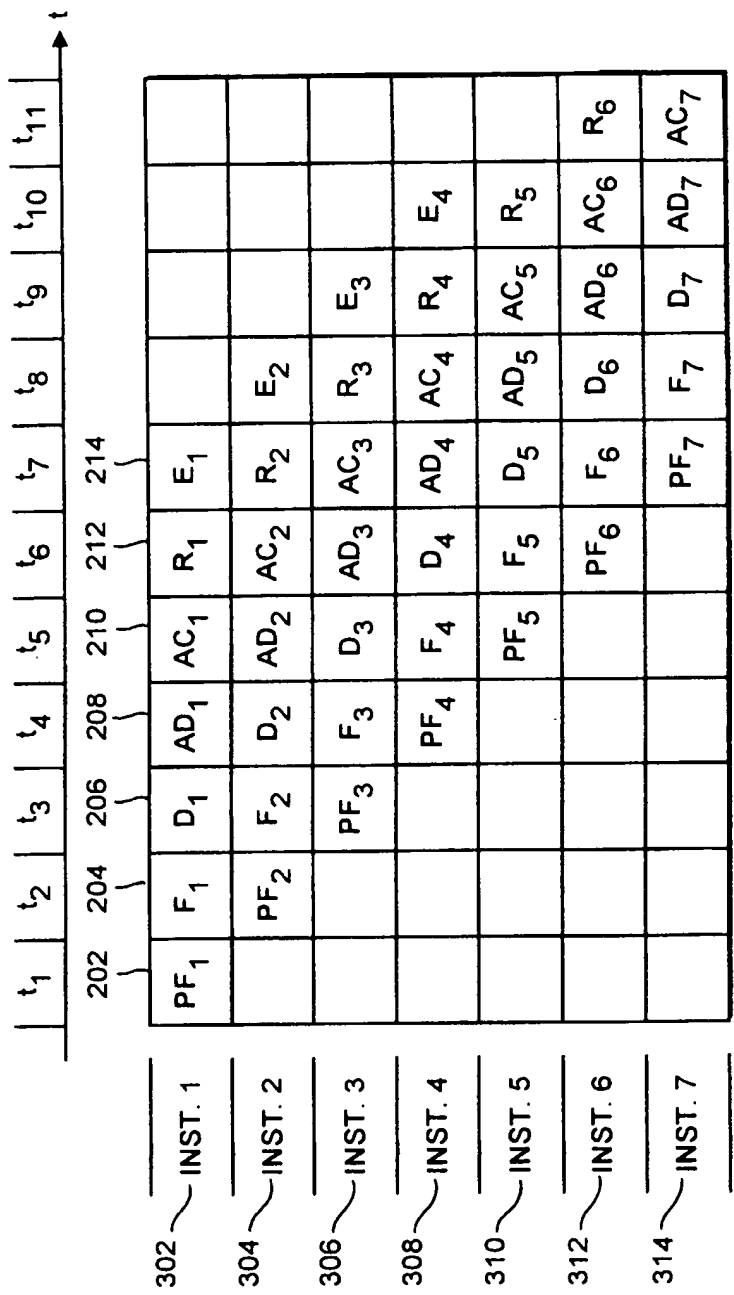 t₁ t₂ t₃ t₄ t₅ t₆ t₇ t₈ t₉ t₁₀ t₁₁ t
202 204 206 208 210 212 214
302 INST. 1 PF₁ F₁ D₁ AD₁ AC₁ R₁ E₁
304 INST. 2 PF₂ F₂ D₂ AD₂ AC₂ R₂ E₂
306 INST. 3 PF₃ F₃ D₃ AD₃ AC₃ R₃ E₃
308 INST. 4 PF₄ F₄ D₄ AD₄ AC₄ R₄ E₄
310 INST. 5 PF₅ F₅ D₅ AD₅ AC₅ R₅
312 INST. 6 PF₆ F₆ D₆ AD₆ AC₆ R₆
314 INST. 7 PF₇ F₇ D₇ AD₇ AC₇